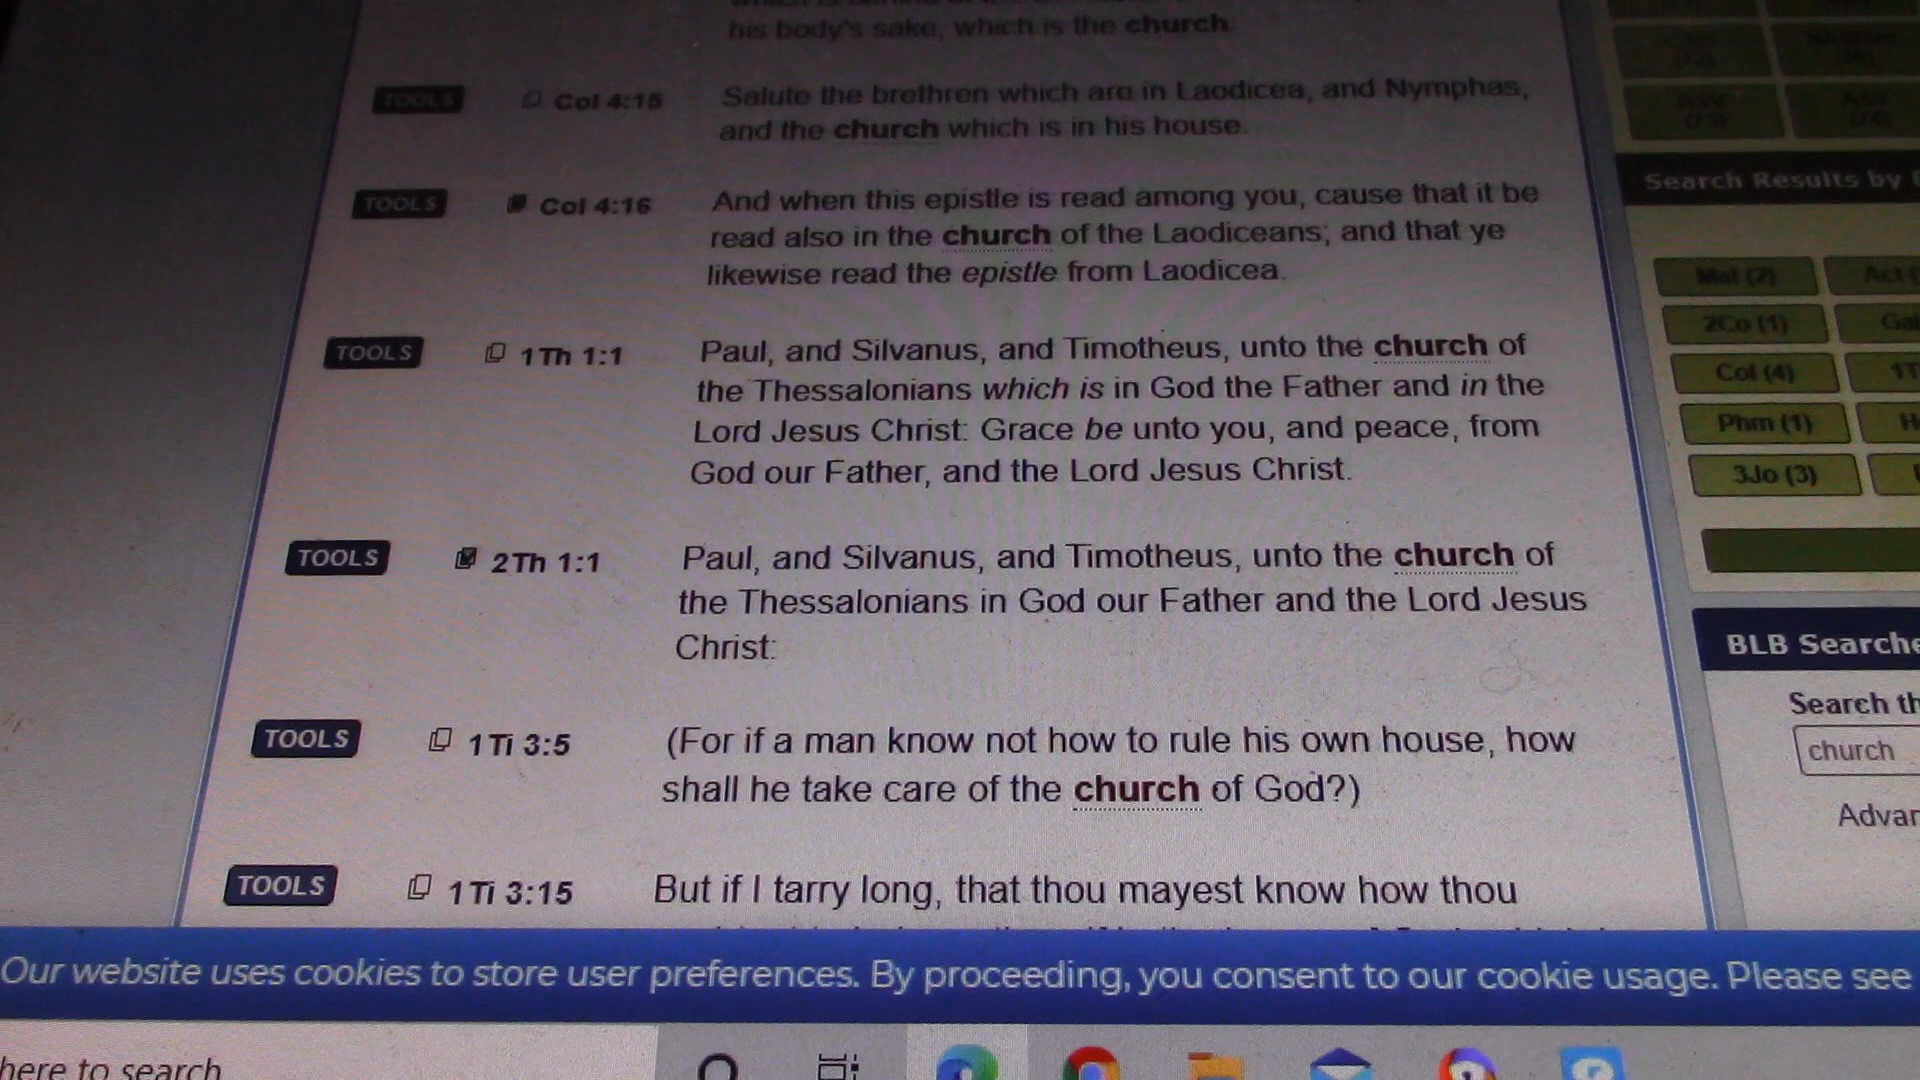 his body's sake, which is the church.
TOOLS Col 4:15 Salute the brethren which are in Laodicea, and Nymphas,
and the church which is in his house.
TOOLS Col 4:16 And when this epistle is read among you, cause that it be
read also in the church of the Laodiceans; and that ye
likewise read the epistle from Laodicea.
TOOLS 1Th 1:1 Paul, and Silvanus, and Timotheus, unto the church of
the Thessalonians which is in God the Father and in the
Lord Jesus Christ: Grace be unto you, and peace, from
God our Father, and the Lord Jesus Christ.
TOOLS 2Th 1:1 Paul, and Silvanus, and Timotheus, unto the church of
the Thessalonians in God our Father and the Lord Jesus
Christ:
TOOLS 1Ti 3:5 (For if a man know not how to rule his own house, how
shall he take care of the church of God?)
TOOLS 1Ti 3:15 But if I tarry long, that thou mayest know how thou
Search Results by
Mat (2) Act
2Co (1) Gal
Col (4) 1T
Phm (1) H
3Jo (3)
BLB Searche
Search th
church
Advan
Our website uses cookies to store user preferences. By proceeding, you consent to our cookie usage. Please see
here to search